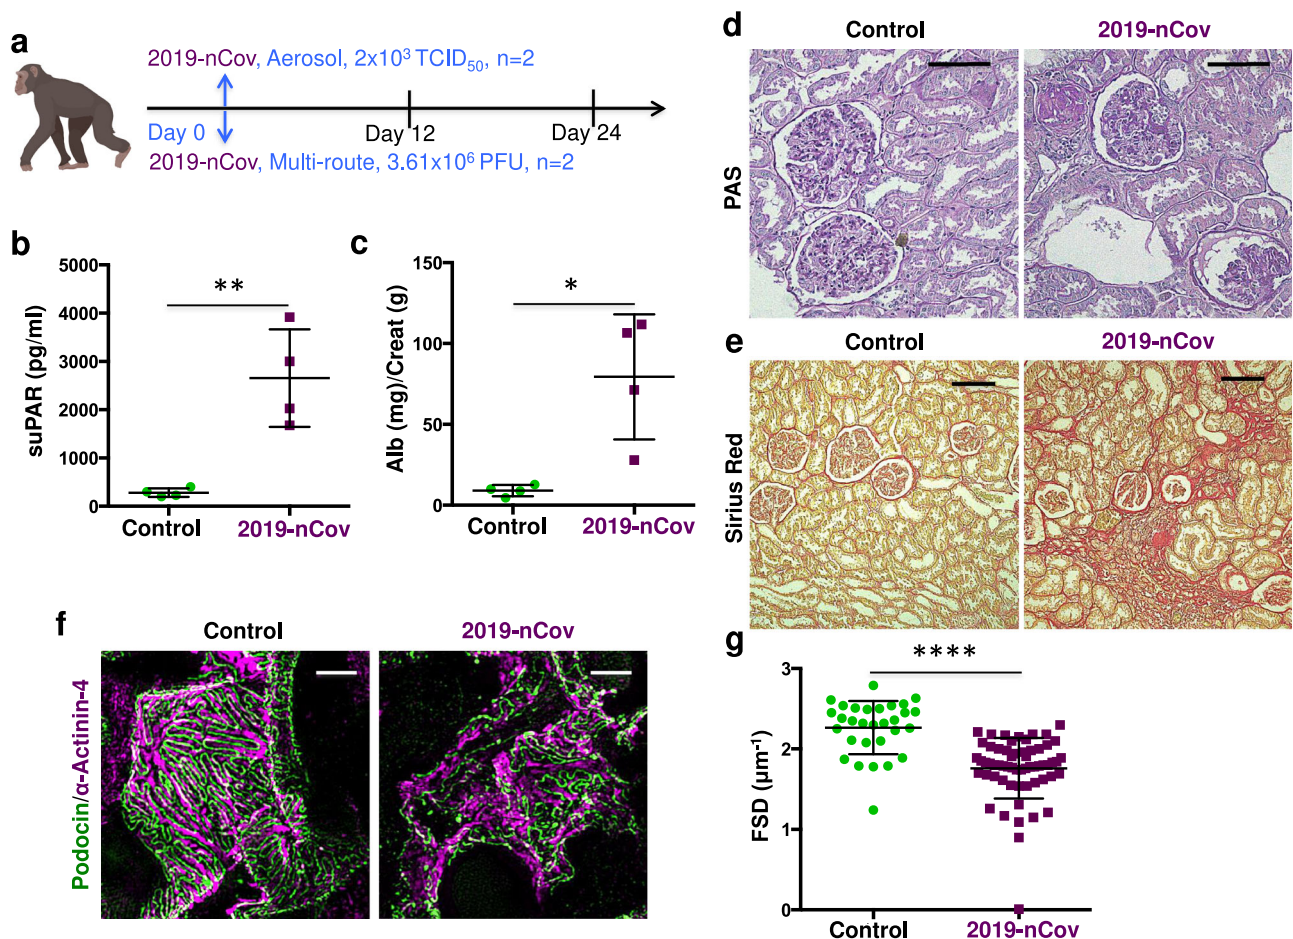 a
2019-nCov, Aerosol, 2x10³ TCID₅₀, n=2
Day 0
Day 12
Day 24
2019-nCov, Multi-route, 3.61x10⁶ PFU, n=2
b
suPAR (pg/ml)
5000
4000
3000
2000
1000
0
**
Control
2019-nCov
c
Alb (mg)/Creat (g)
150
100
50
0
*
Control
2019-nCov
d
Control
2019-nCov
PAS
e
Control
2019-nCov
Sirius Red
f
Control
2019-nCov
Podocin/α-Actinin-4
g
FSD (µm⁻¹)
3
2
1
0
****
Control
2019-nCov